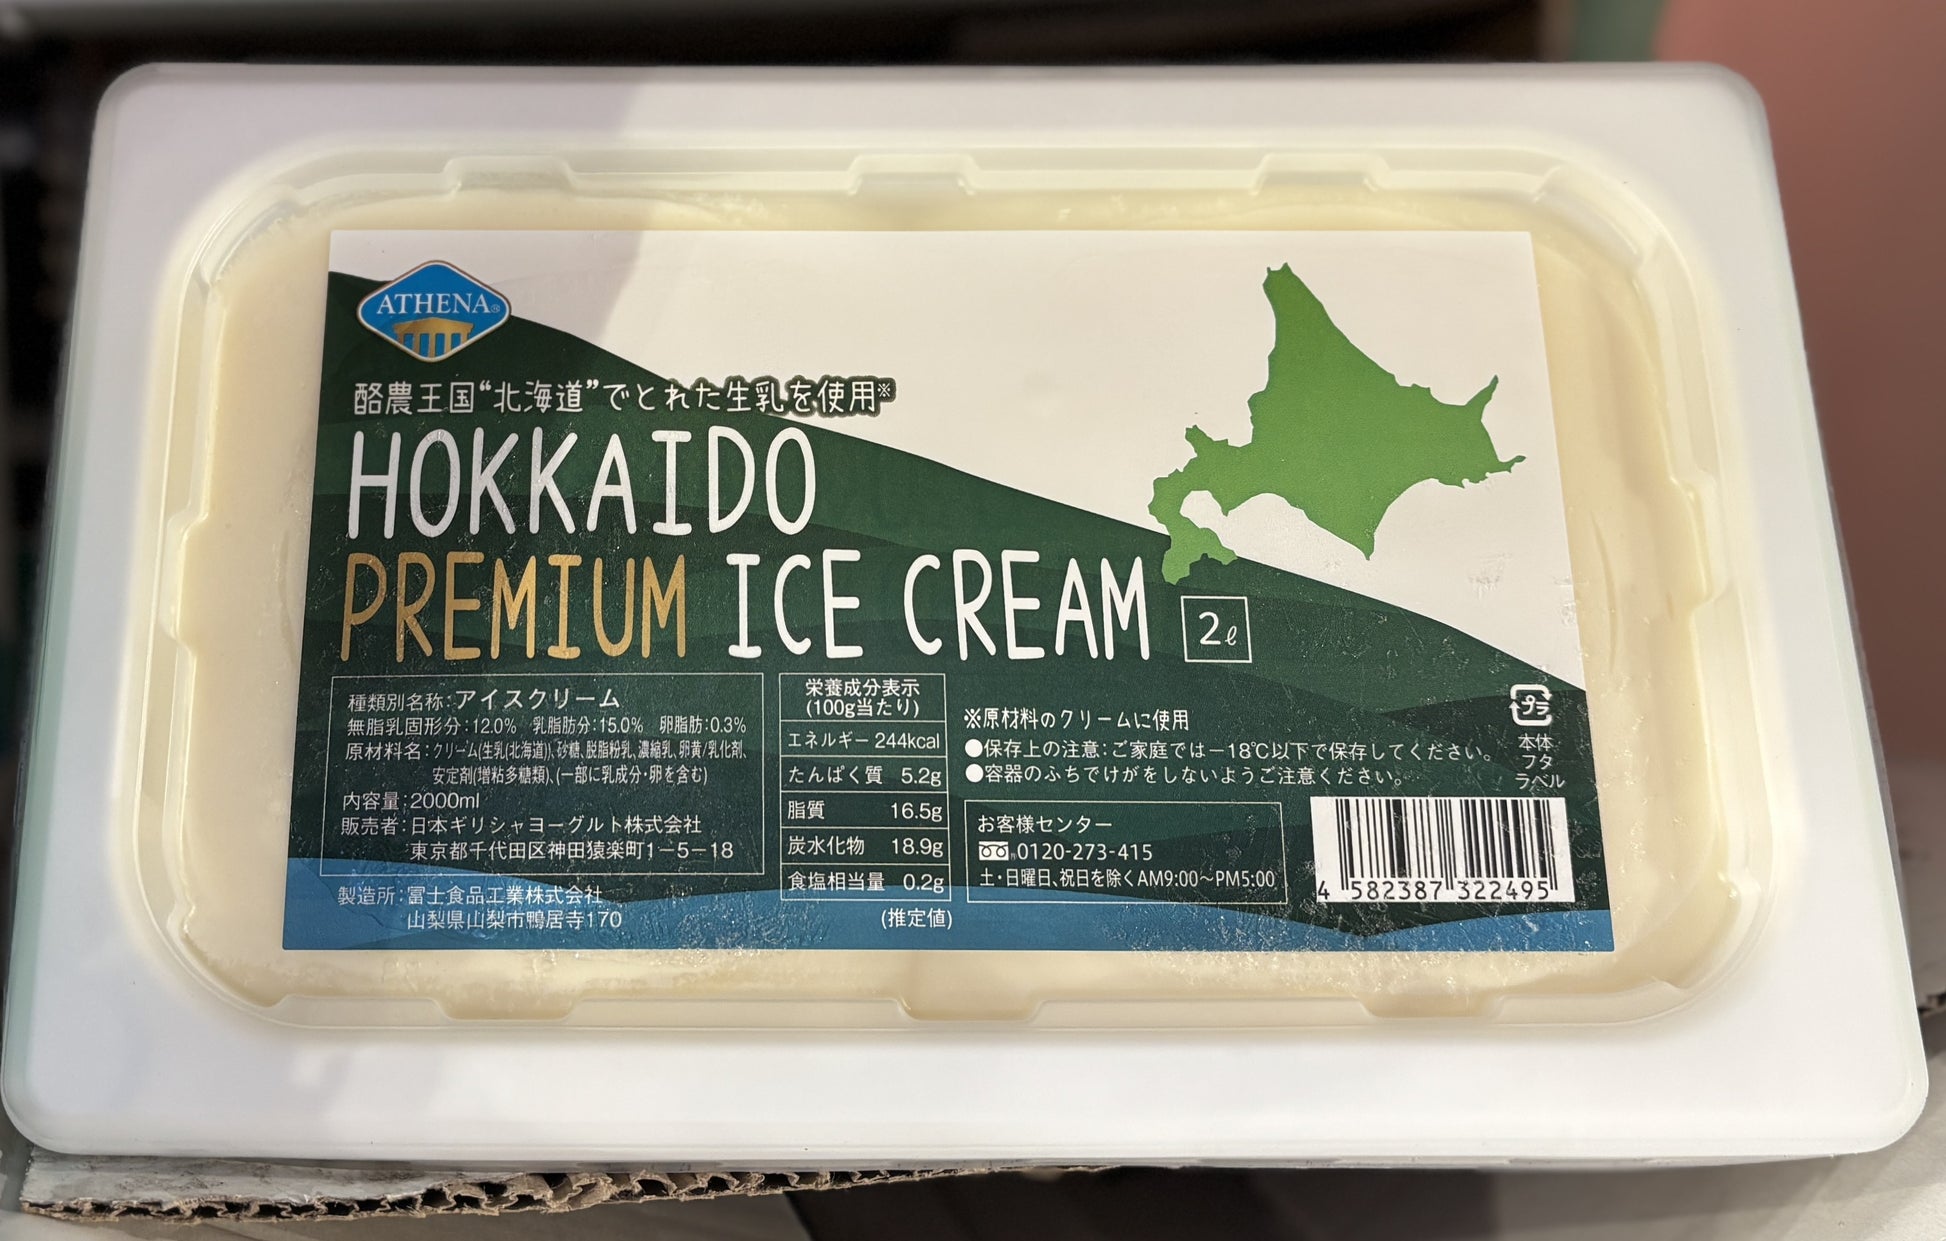 ATHENA®
酪農王国“北海道”でとれた生乳を使用※
HOKKAIDO
PREMIUM ICE CREAM
2ℓ
種類別名称:アイスクリーム
無脂乳固形分:12.0% 乳脂肪分:15.0% 卵脂肪:0.3%
原材料名:クリーム(生乳(北海道))、砂糖、脱脂粉乳、濃縮乳、卵黄/乳化剤、
安定剤(増粘多糖類)、(一部に乳成分・卵を含む)
内容量:2000ml
販売者:日本ギリシャヨーグルト株式会社
東京都千代田区神田猿楽町1-5-18
製造所:富士食品工業株式会社
山梨県山梨市鴨居寺170
栄養成分表示
(100g当たり)
エネルギー 244kcal
たんぱく質 5.2g
脂質 16.5g
炭水化物 18.9g
食塩相当量 0.2g
(推定値)
※原材料のクリームに使用
●保存上の注意:ご家庭では-18℃以下で保存してください。
●容器のふちでけがをしないようご注意ください。
お客様センター
0120-273-415
土・日曜日、祝日を除くAM9:00~PM5:00
プラ
本体
フタ
ラベル
4 582387 322495